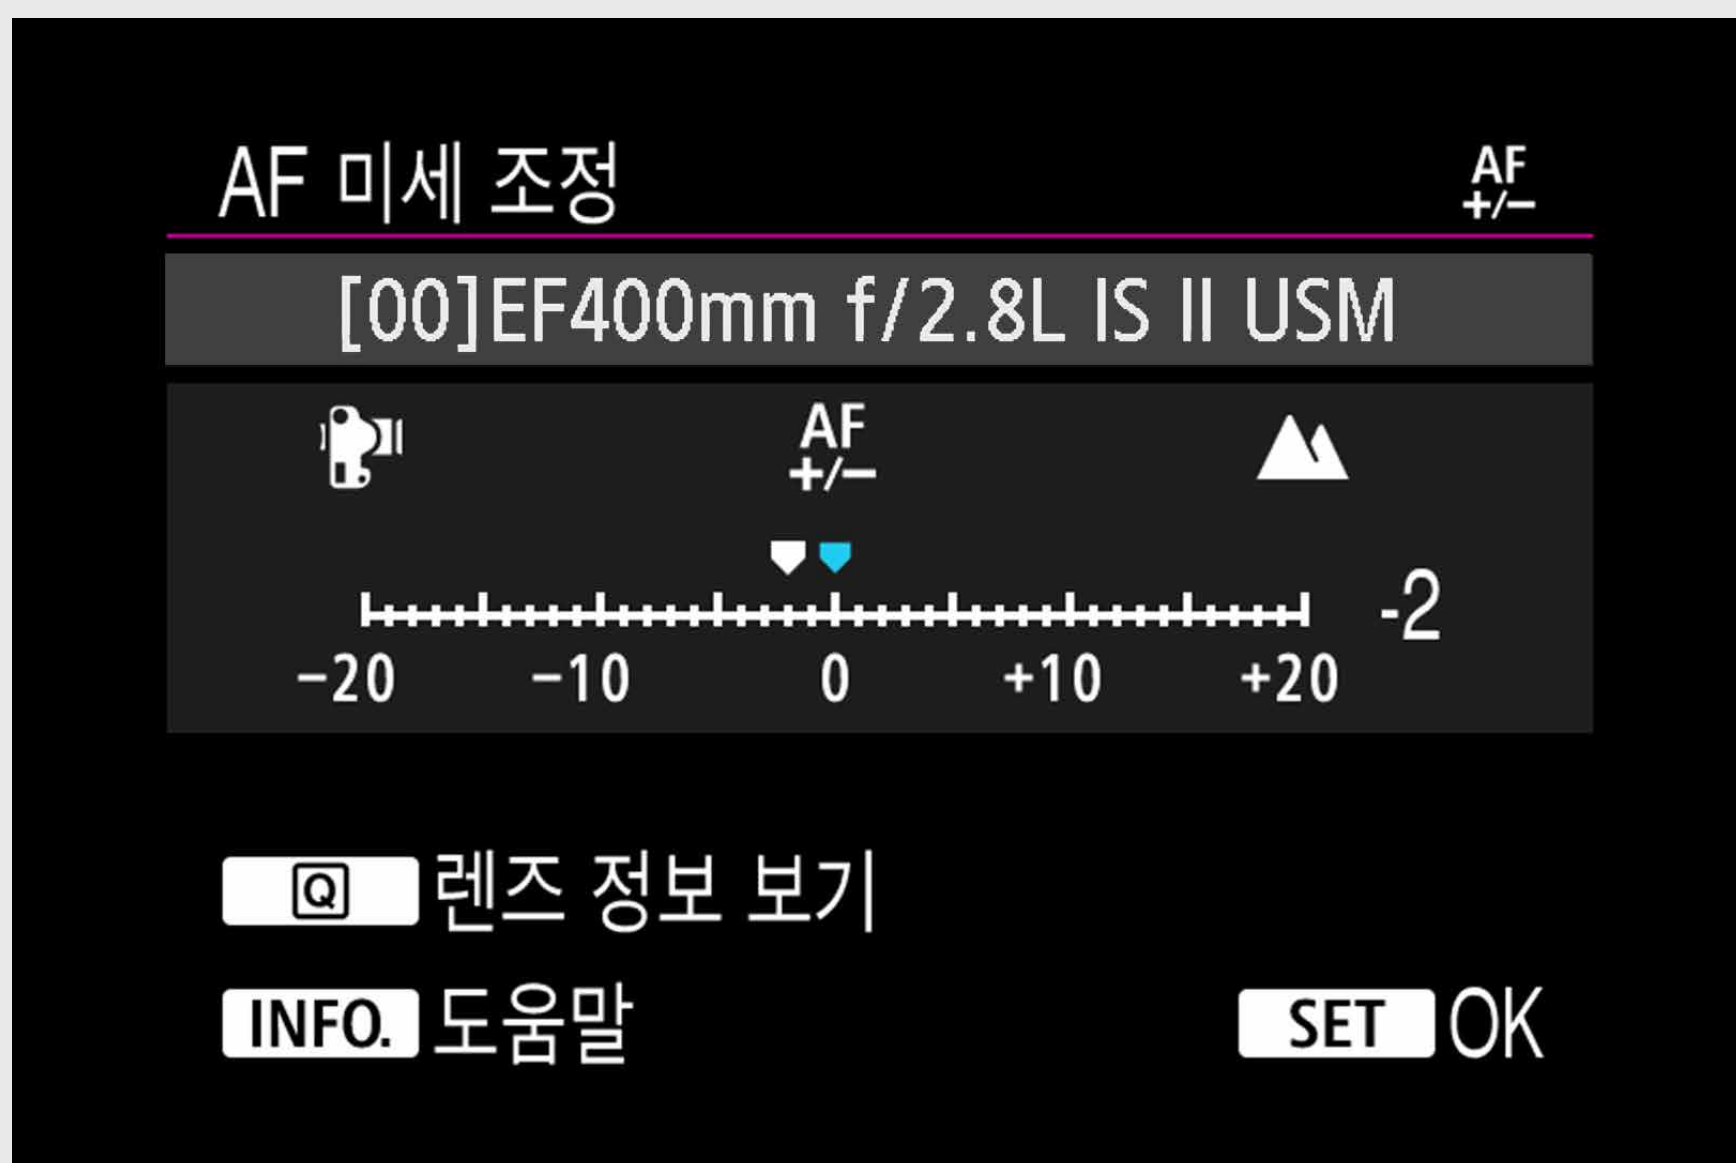 AF 미세 조정 AF +/−
[00]EF400mm f/2.8L IS II USM
AF
+/−
-2
−20 −10 0 +10 +20
Q 렌즈 정보 보기
INFO. 도움말 SET OK